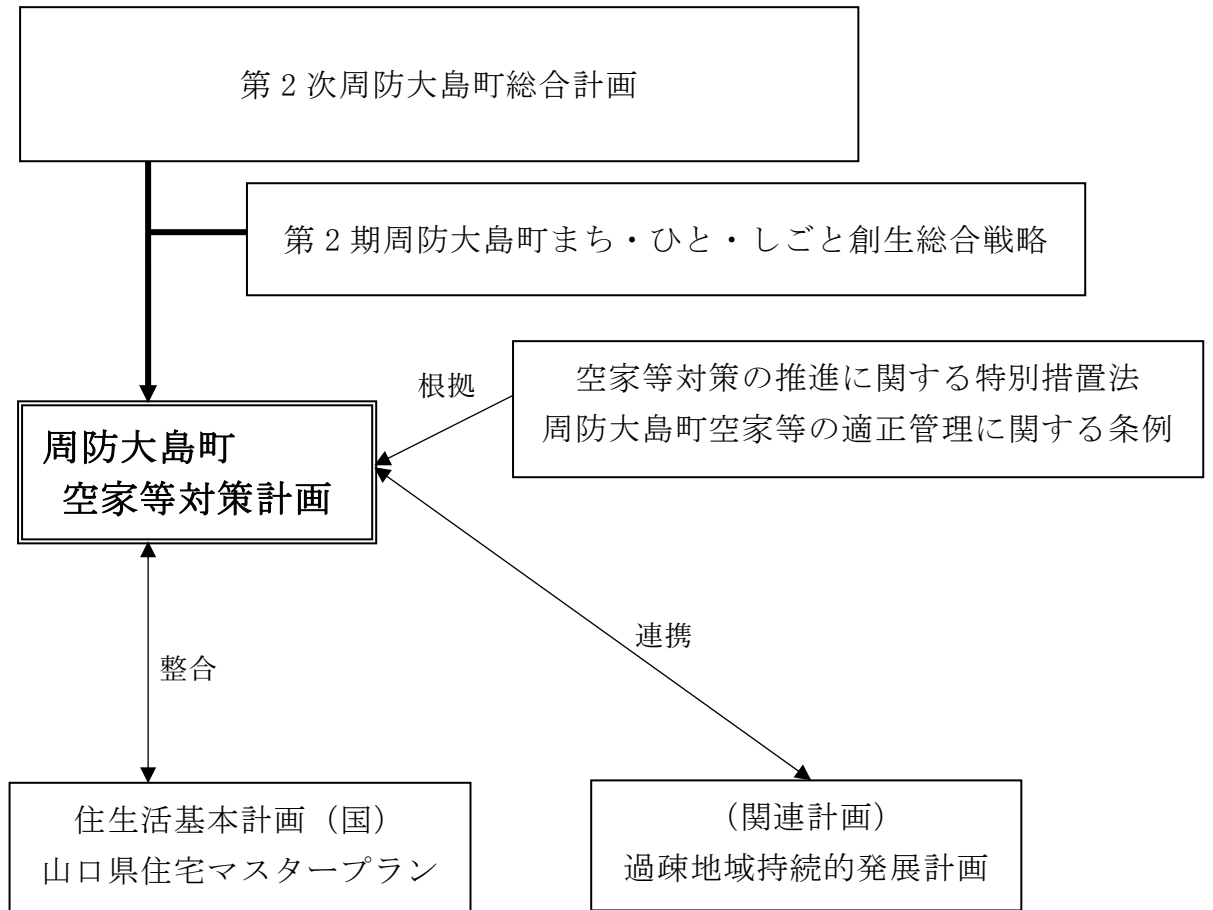 第2次周防大島町総合計画
第2期周防大島町まち・ひと・しごと創生総合戦略
根拠
空家等対策の推進に関する特別措置法
周防大島町空家等の適正管理に関する条例
周防大島町
空家等対策計画
連携
整合
住生活基本計画（国）
山口県住宅マスタープラン
（関連計画）
過疎地域持続的発展計画